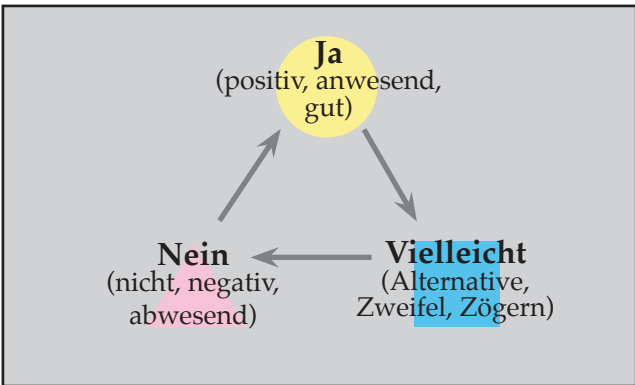 Ja
(positiv, anwesend,
gut)
Nein
(nicht, negativ,
abwesend)
Vielleicht
(Alternative,
Zweifel, Zögern)